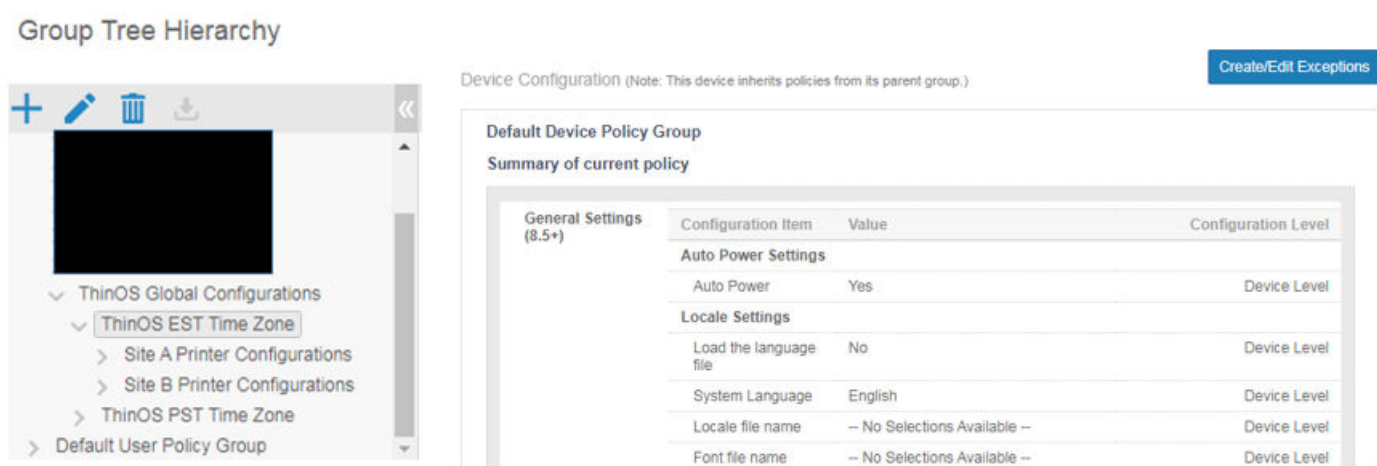 Group Tree Hierarchy
Create/Edit Exceptions
Device Configuration (Note: This device inherits policies from its parent group.)
Default Device Policy Group
Summary of current policy
General Settings
(8.5+)
Configuration Item Value Configuration Level
Auto Power Settings
Auto Power Yes Device Level
Locale Settings
Load the language
file
No Device Level
System Language English Device Level
Locale file name -- No Selections Available -- Device Level
Font file name -- No Selections Available -- Device Level
ThinOS Global Configurations
ThinOS EST Time Zone
Site A Printer Configurations
Site B Printer Configurations
ThinOS PST Time Zone
Default User Policy Group